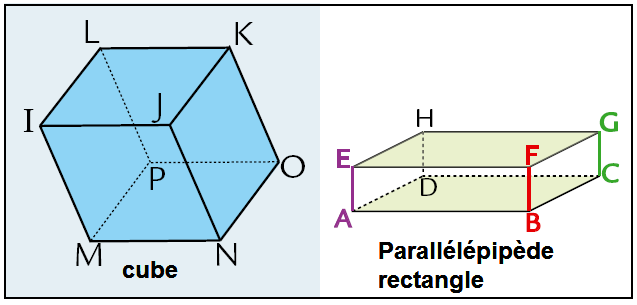 L K
I J
P O
M N
cube
H G
E F
D C
A B
Parallélépipède
rectangle